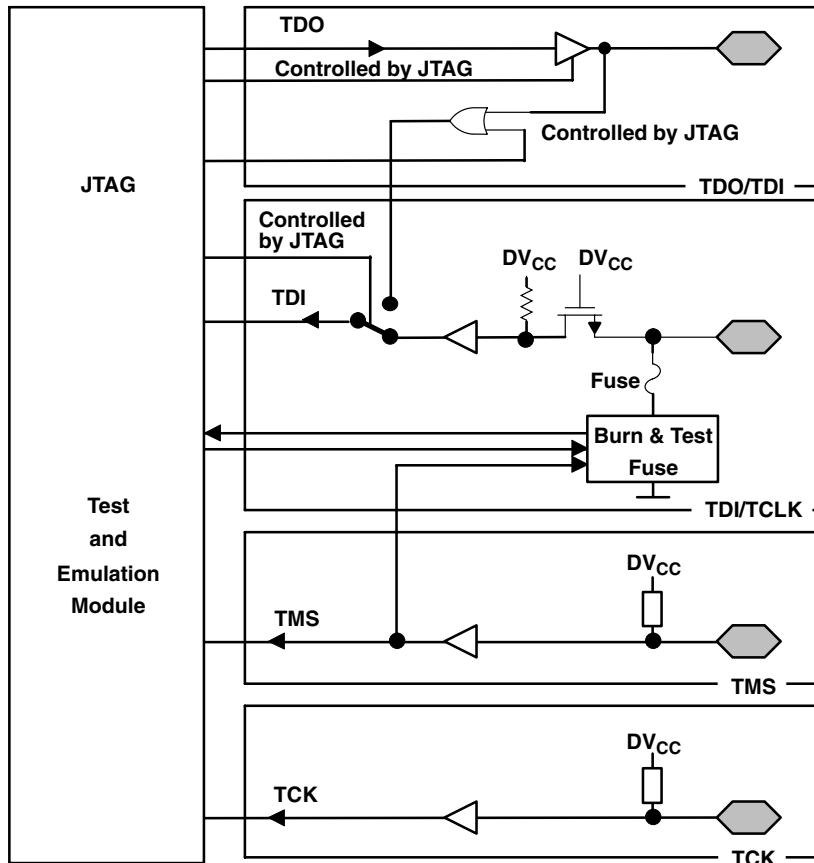 TDO
Controlled by JTAG
Controlled by JTAG
JTAG
TDO/TDI
Controlled
by JTAG
DVCC
DVCC
TDI
Fuse
Burn & Test
Fuse
TDI/TCLK
Test
and
Emulation
Module
DVCC
TMS
TMS
DVCC
TCK
TCK